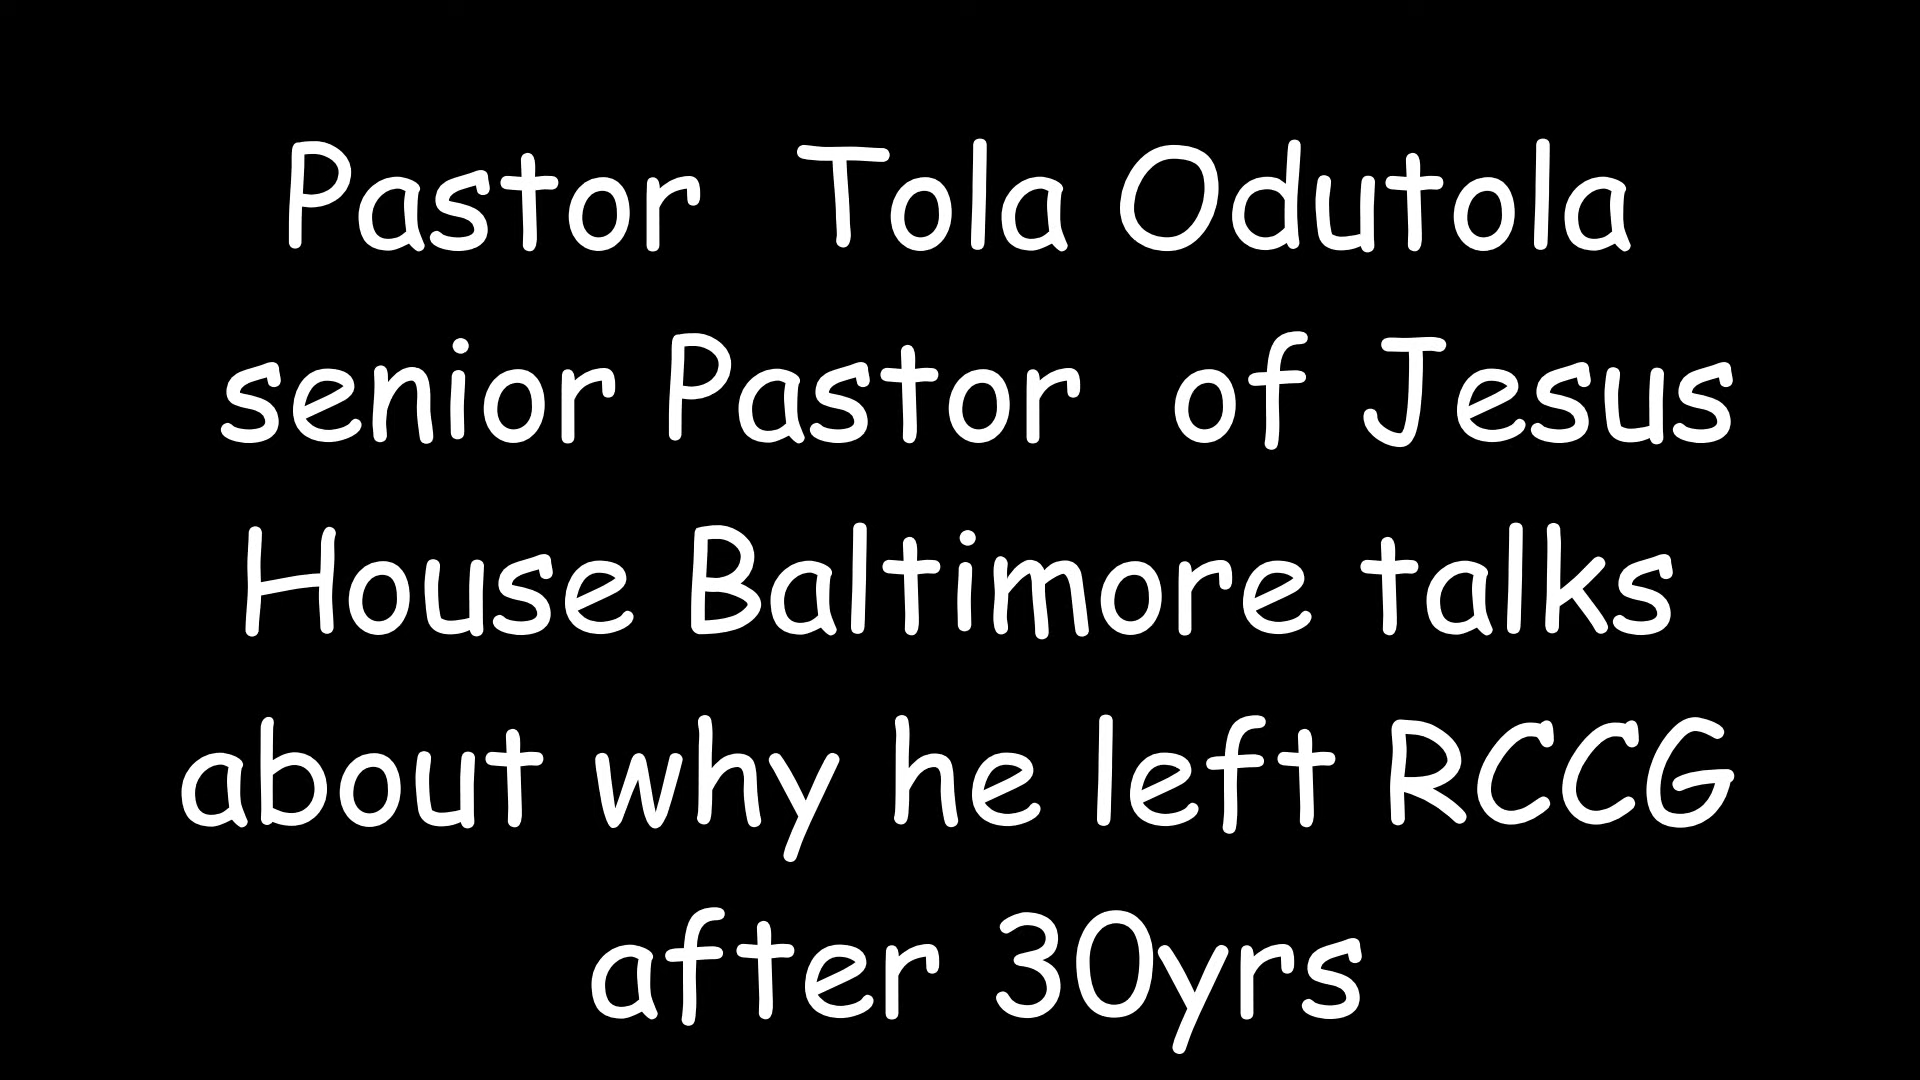 Pastor  Tola Odutola
senior Pastor  of Jesus
House Baltimore talks
about why he left RCCG
after 30yrs